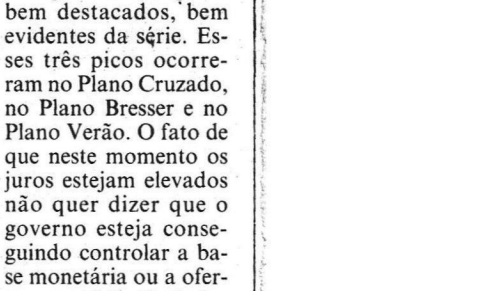 bem destacados, bem
evidentes da série. Es-
ses três picos ocorre-
ram no Plano Cruzado,
no Plano Bresser e no
Plano Verão. O fato de
que neste momento os
juros estejam elevados
não quer dizer que o
governo esteja conse-
guindo controlar a ba-
se monetária ou a ofer-